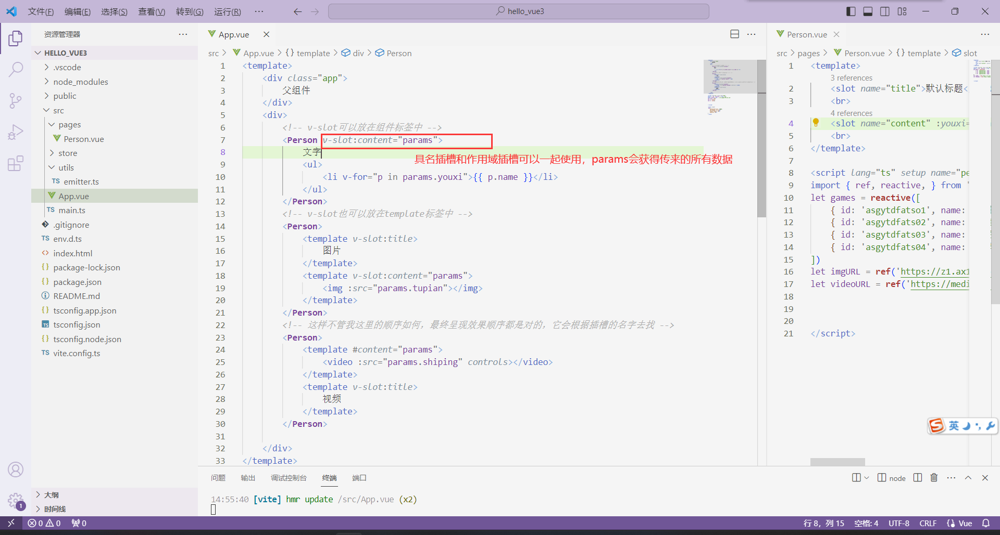 文件(F) 编辑(E) 选择(S) 查看(V) 转到(G) 运行(R) ··· hello_vue3
资源管理器 ···
HELLO_VUE3
.vscode
node_modules
public
src
pages
Person.vue
store
utils
TS emitter.ts
App.vue
TS main.ts
.gitignore
TS env.d.ts
<> index.html
{} package-lock.json
{} package.json
README.md
{} tsconfig.app.json
TS tsconfig.json
{} tsconfig.node.json
TS vite.config.ts
大纲
时间线
App.vue
src > App.vue > {} template > div > Person
1 <template>
2 <div class="app">
3 父组件
4 </div>
5 <div>
6 <!-- v-slot可以放在组件标签中 -->
7 <Person v-slot:content="params">
8 文字
具名插槽和作用域插槽可以一起使用，params会获得传来的所有数据
9 <ul>
10 <li v-for="p in params.youxi">{{ p.name }}</li>
11 </ul>
12 </Person>
13 <!-- v-slot也可以放在template标签中 -->
14 <Person>
15 <template v-slot:title>
16 图片
17 </template>
18 <template v-slot:content="params">
19 <img :src="params.tupian"></img>
20 </template>
21 </Person>
22 <!-- 这样不管我这里的顺序如何，最终呈现效果顺序都是对的，它会根据插槽的名字去找 -->
23 <Person>
24 <template #content="params">
25 <video :src="params.shiping" controls></video>
26 </template>
27 <template v-slot:title>
28 视频
29 </template>
30 </Person>
31
32 </div>
33 </template>
Person.vue
src > pages > Person.vue > {} template > slot
1 <template>
3 references
2 <slot name="title">默认标题<
3 <br>
4 references
4 <slot name="content" :youxi=
5 <br>
6 </template>
7
8 <script lang="ts" setup name="pe
9 import { ref, reactive, } from '
10 let games = reactive([
11 { id: 'asgytdfatso1', name:
12 { id: 'asgytdfats02', name:
13 { id: 'asgytdfats03', name:
14 { id: 'asgytdfats04', name:
15 ])
16 let imgURL = ref('https://z1.ax1
17 let videoURL = ref('https://medi
18
19
20
21 </script>
英
问题 输出 调试控制台 终端 端口 node
14:55:40 [vite] hmr update /src/App.vue (x2)
1
0 0 0 行 8，列 15 空格: 4 UTF-8 CRLF {} Vue